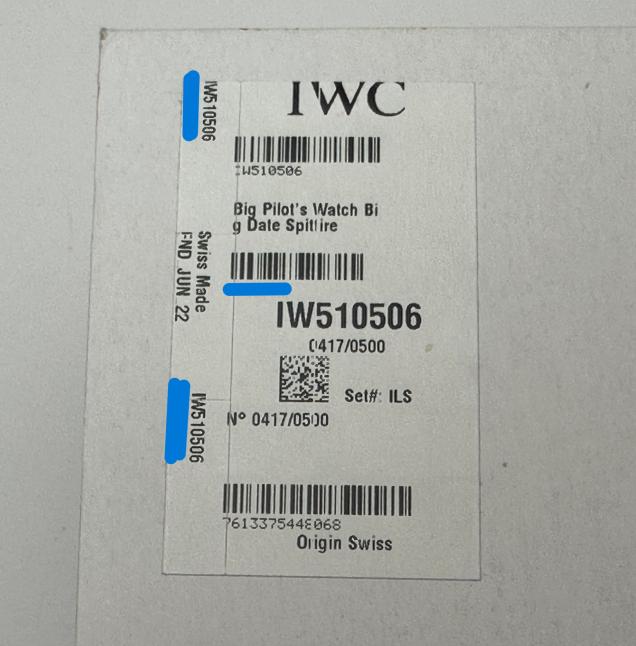 IWC
IW510506
IW510506
Big Pilot's Watch Bi
g Date Spitfire
IW510506
0417/0500
Set#: ILS
N° 0417/0500
7613375448068
Origin Swiss
Swiss Made
END JUN 22
IW510506